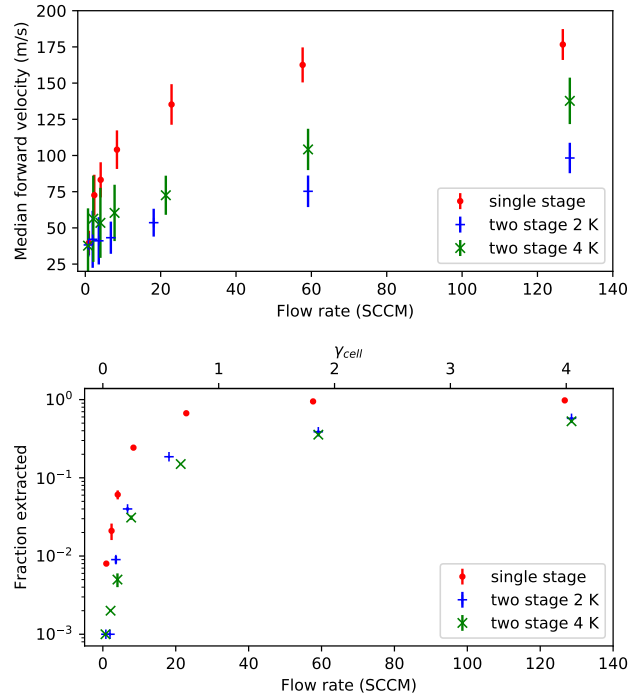 200
175
150
125
100
75
50
25
Median forward velocity (m/s)
single stage
two stage 2 K
two stage 4 K
0 20 40 60 80 100 120 140
Flow rate (SCCM)
γcell
0 1 2 3 4
10⁰
10⁻¹
10⁻²
10⁻³
Fraction extracted
single stage
two stage 2 K
two stage 4 K
0 20 40 60 80 100 120 140
Flow rate (SCCM)